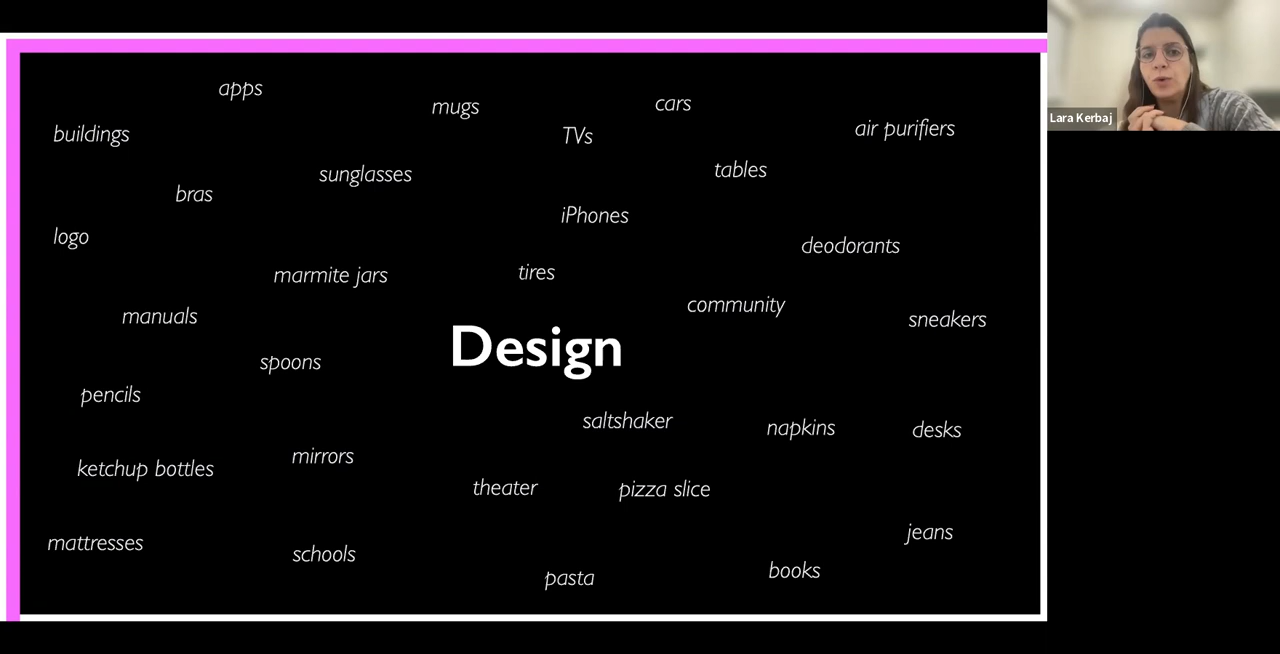 apps
mugs
cars
Lara Kerbaj
buildings
TVs
air purifiers
sunglasses
tables
bras
iPhones
logo
deodorants
marmite jars
tires
community
manuals
sneakers
Design
spoons
pencils
saltshaker
napkins
desks
mirrors
ketchup bottles
theater
pizza slice
jeans
mattresses
schools
books
pasta